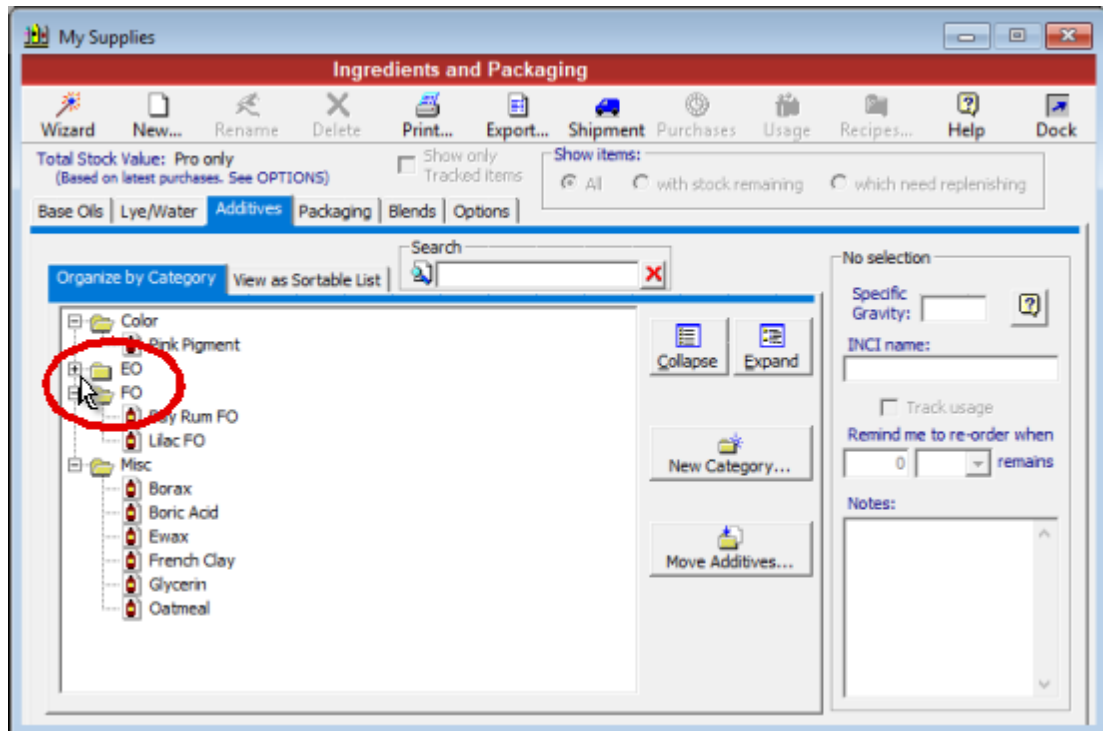 My Supplies
Ingredients and Packaging
Wizard New... Rename Delete Print... Export... Shipment Purchases Usage Recipes... Help Dock
Total Stock Value: Pro only
(Based on latest purchases. See OPTIONS)
Show only
Tracked items
Show items:
All with stock remaining which need replenishing
Base Oils Lye/Water Additives Packaging Blends Options
Search
Organize by Category View as Sortable List
Color
Pink Pigment
EO
FO
Bay Rum FO
Lilac FO
Misc
Borax
Boric Acid
Ewax
French Clay
Glycerin
Oatmeal
Collapse Expand
New Category...
Move Additives...
No selection
Specific
Gravity:
INCI name:
Track usage
Remind me to re-order when
0 remains
Notes: